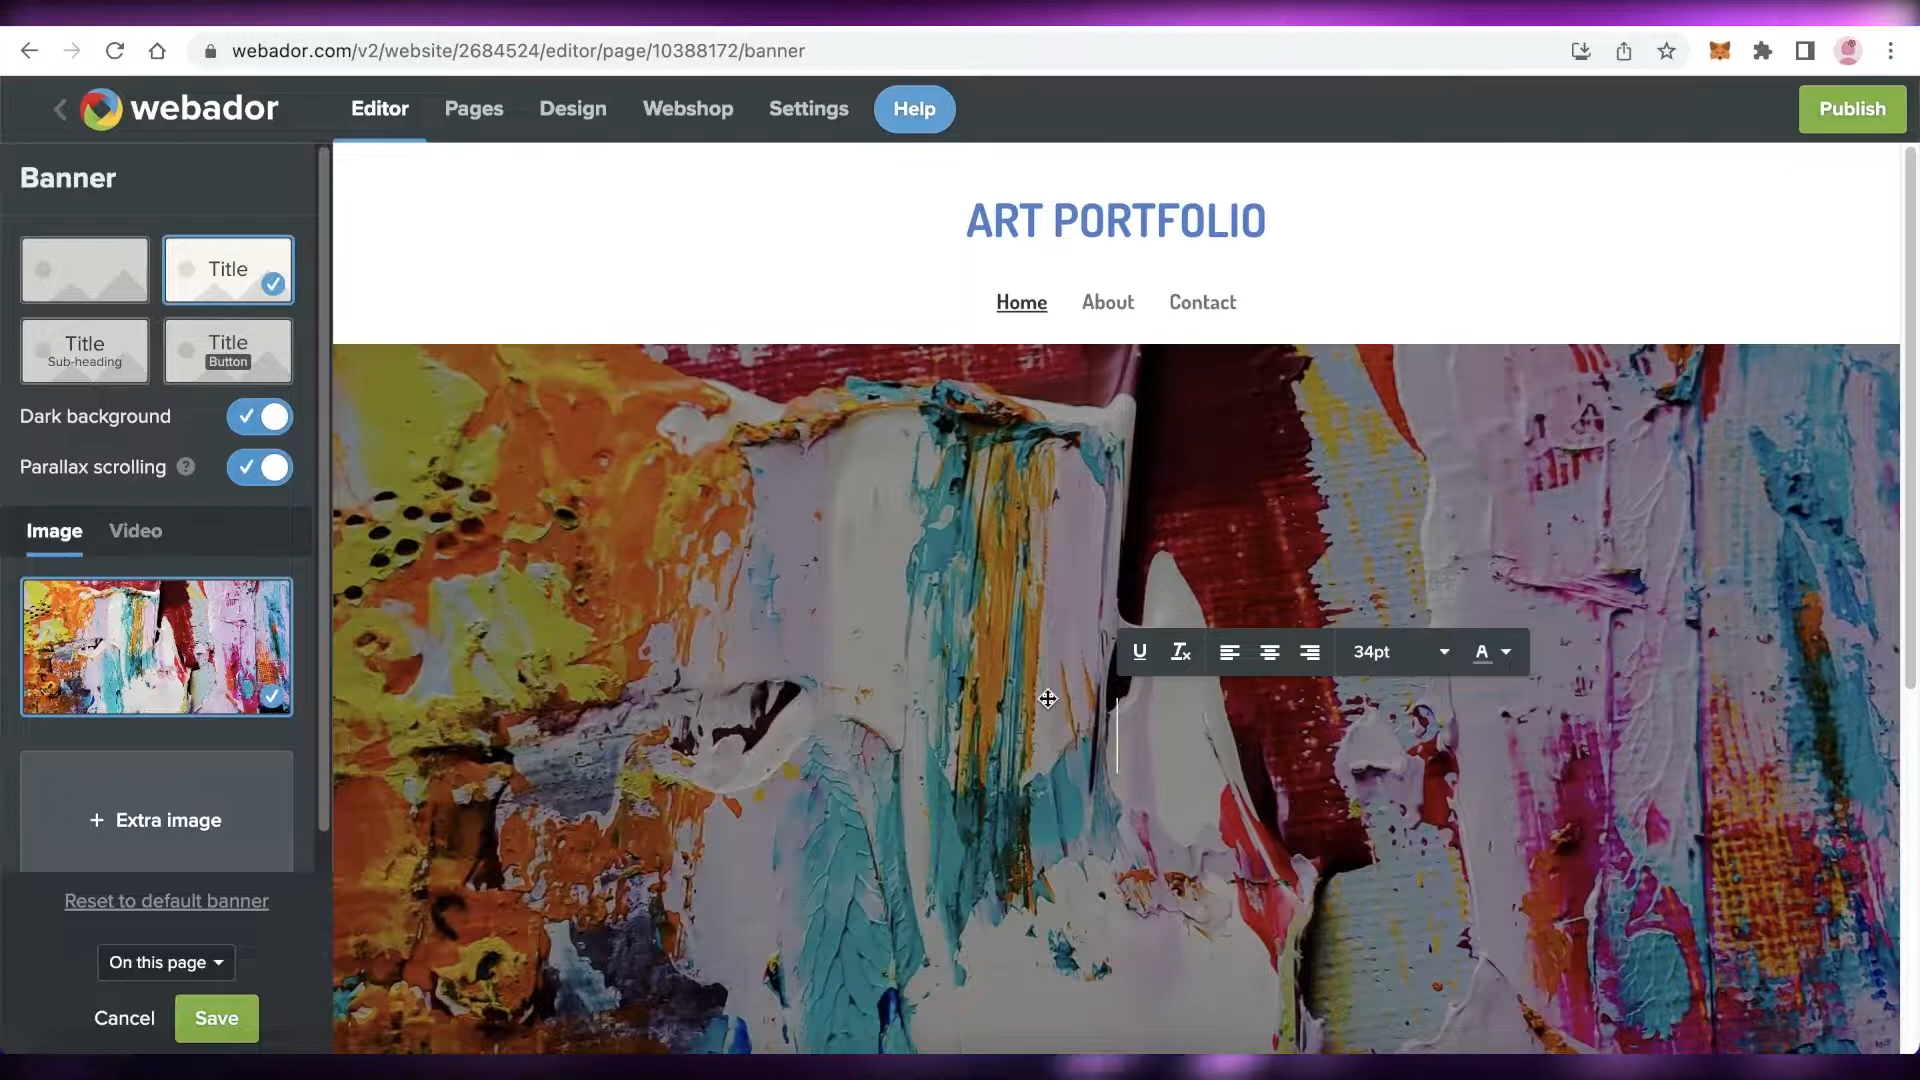 webador.com/v2/website/2684524/editor/page/10388172/banner
webador
Editor
Pages
Design
Webshop
Settings
Help
Publish
Banner
Title
Title
Sub-heading
Title
Button
Dark background
Parallax scrolling ?
Image
Video
+ Extra image
Reset to default banner
On this page
Cancel
Save
ART PORTFOLIO
Home
About
Contact
U
Tx
34pt
A